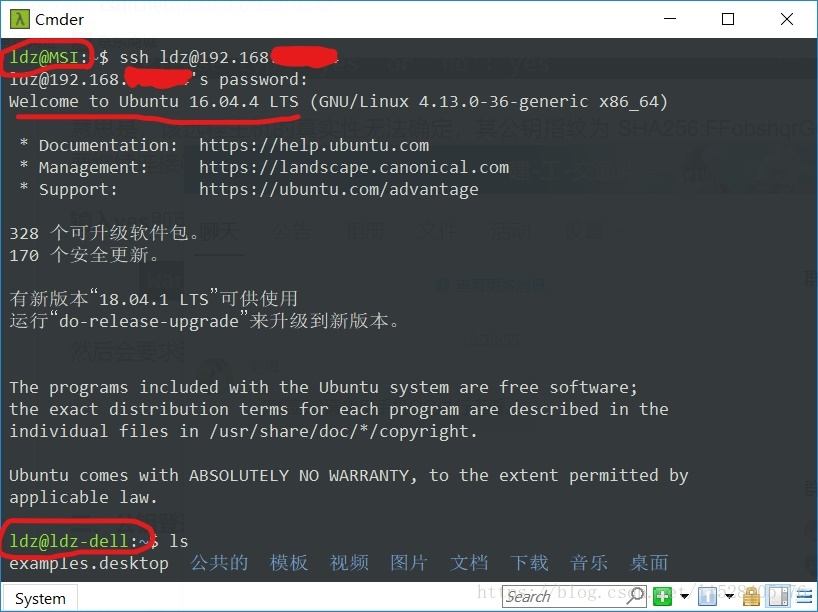 Cmder
ldz@MSI:~$ ssh ldz@192.168.
ldz@192.168. 's password:
Welcome to Ubuntu 16.04.4 LTS (GNU/Linux 4.13.0-36-generic x86_64)
* Documentation: https://help.ubuntu.com
* Management: https://landscape.canonical.com
* Support: https://ubuntu.com/advantage
328 个可升级软件包。
170 个安全更新。
有新版本“18.04.1 LTS”可供使用
运行“do-release-upgrade”来升级到新版本。
The programs included with the Ubuntu system are free software;
the exact distribution terms for each program are described in the
individual files in /usr/share/doc/*/copyright.
Ubuntu comes with ABSOLUTELY NO WARRANTY, to the extent permitted by
applicable law.
ldz@ldz-dell:~$ ls
examples.desktop 公共的 模板 视频 图片 文档 下载 音乐 桌面
System Search